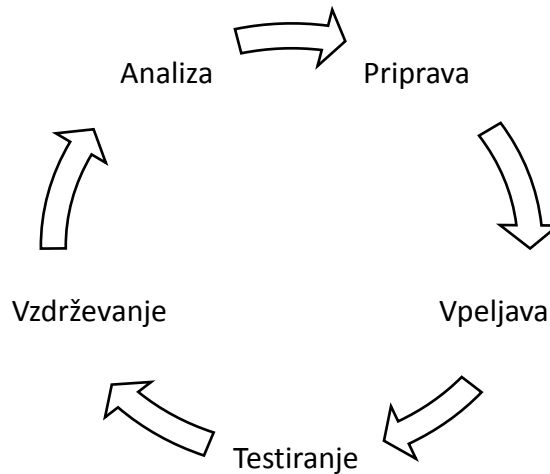 Analiza
Priprava
Vpeljava
Testiranje
Vzdrževanje